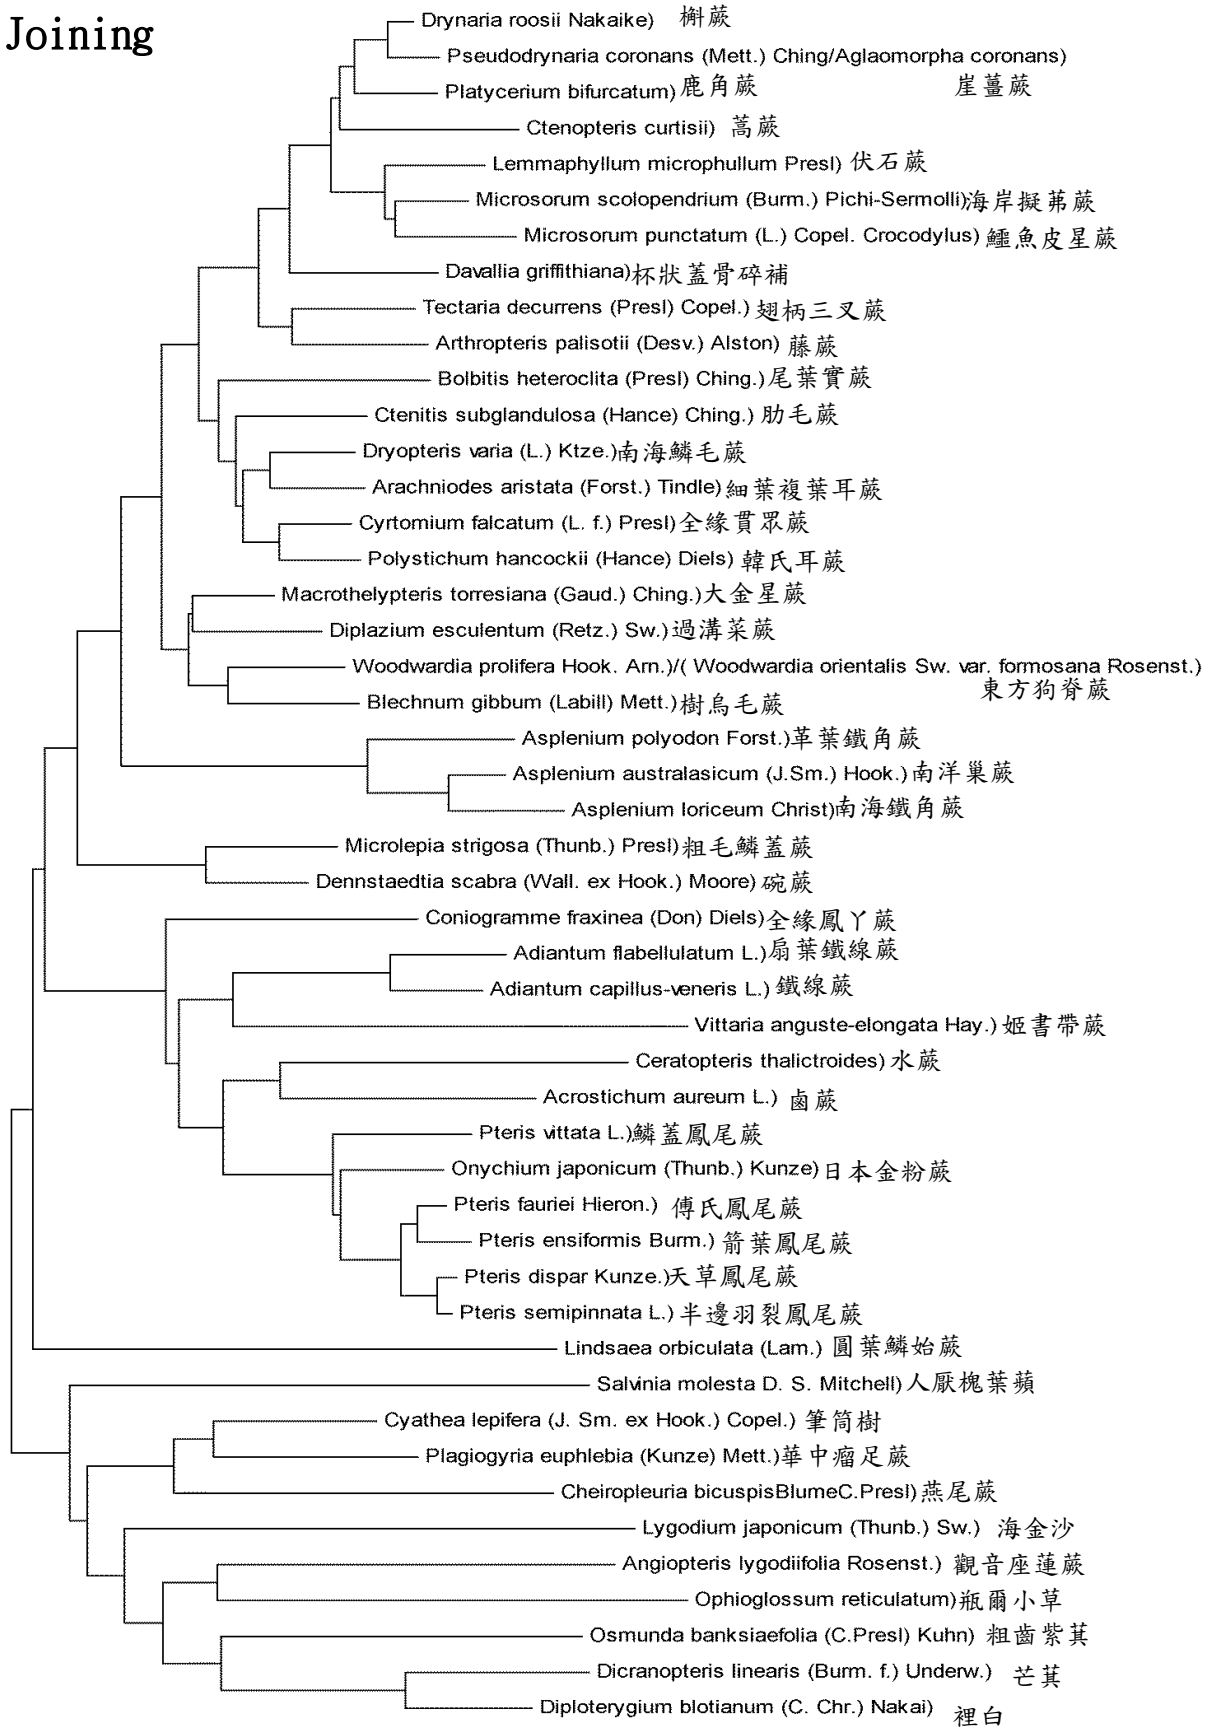 Joining
Drynaria roosii Nakaike) 槲蕨
Pseudodrynaria coronans (Mett.) Ching/Aglaomorpha coronans)
Platycerium bifurcatum)鹿角蕨 崖薑蕨
Ctenopteris curtisii) 蒿蕨
Lemmaphyllum microphullum Presl) 伏石蕨
Microsorum scolopendrium (Burm.) Pichi-Sermolli)海岸擬茀蕨
Microsorum punctatum (L.) Copel. Crocodylus) 鱷魚皮星蕨
Davallia griffithiana)杯狀蓋骨碎補
Tectaria decurrens (Presl) Copel.) 翅柄三叉蕨
Arthropteris palisotii (Desv.) Alston) 藤蕨
Bolbitis heteroclita (Presl) Ching.)尾葉實蕨
Ctenitis subglandulosa (Hance) Ching.) 肋毛蕨
Dryopteris varia (L.) Ktze.)南海鱗毛蕨
Arachniodes aristata (Forst.) Tindle)細葉複葉耳蕨
Cyrtomium falcatum (L. f.) Presl)全緣貫眾蕨
Polystichum hancockii (Hance) Diels) 韓氏耳蕨
Macrothelypteris torresiana (Gaud.) Ching.)大金星蕨
Diplazium esculentum (Retz.) Sw.)過溝菜蕨
Woodwardia prolifera Hook. Arn.)/( Woodwardia orientalis Sw. var. formosana Rosenst.)
東方狗脊蕨
Blechnum gibbum (Labill) Mett.)樹烏毛蕨
Asplenium polyodon Forst.)革葉鐵角蕨
Asplenium australasicum (J.Sm.) Hook.)南洋巢蕨
Asplenium loriceum Christ)南海鐵角蕨
Microlepia strigosa (Thunb.) Presl)粗毛鱗蓋蕨
Dennstaedtia scabra (Wall. ex Hook.) Moore) 碗蕨
Coniogramme fraxinea (Don) Diels)全緣鳳丫蕨
Adiantum flabellulatum L.)扇葉鐵線蕨
Adiantum capillus-veneris L.) 鐵線蕨
Vittaria anguste-elongata Hay.) 姬書帶蕨
Ceratopteris thalictroides) 水蕨
Acrostichum aureum L.) 鹵蕨
Pteris vittata L.)鱗蓋鳳尾蕨
Onychium japonicum (Thunb.) Kunze)日本金粉蕨
Pteris fauriei Hieron.) 傅氏鳳尾蕨
Pteris ensiformis Burm.) 箭葉鳳尾蕨
Pteris dispar Kunze.)天草鳳尾蕨
Pteris semipinnata L.) 半邊羽裂鳳尾蕨
Lindsaea orbiculata (Lam.) 圓葉鱗始蕨
Salvinia molesta D. S. Mitchell)人厭槐葉蘋
Cyathea lepifera (J. Sm. ex Hook.) Copel.) 筆筒樹
Plagiogyria euphlebia (Kunze) Mett.)華中瘤足蕨
Cheiropleuria bicuspisBlumeC.Presl)燕尾蕨
Lygodium japonicum (Thunb.) Sw.) 海金沙
Angiopteris lygodiifolia Rosenst.) 觀音座蓮蕨
Ophioglossum reticulatum)瓶爾小草
Osmunda banksiaefolia (C.Presl) Kuhn) 粗齒紫萁
Dicranopteris linearis (Burm. f.) Underw.) 芒萁
Diploterygium blotianum (C. Chr.) Nakai) 裡白